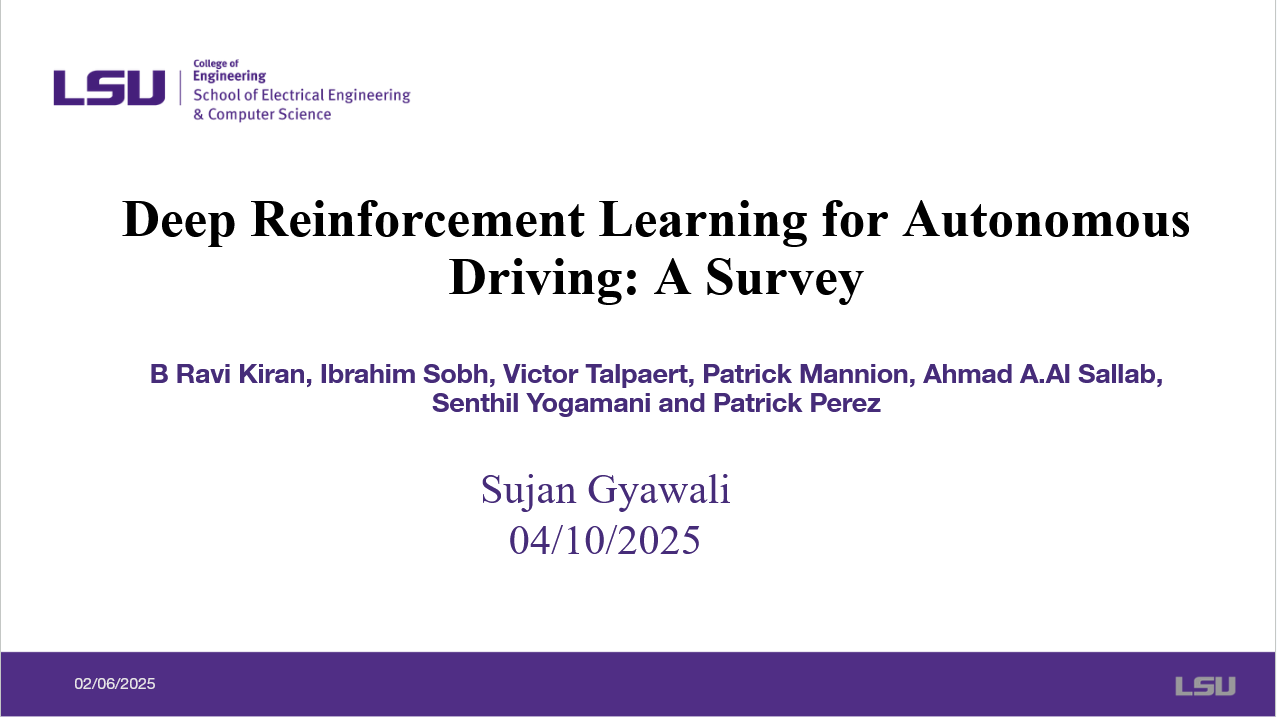 LSU
College of
Engineering
School of Electrical Engineering
& Computer Science
Deep Reinforcement Learning for Autonomous
Driving: A Survey
B Ravi Kiran, Ibrahim Sobh, Victor Talpaert, Patrick Mannion, Ahmad A.Al Sallab,
Senthil Yogamani and Patrick Perez
Sujan Gyawali
04/10/2025
02/06/2025
LSU